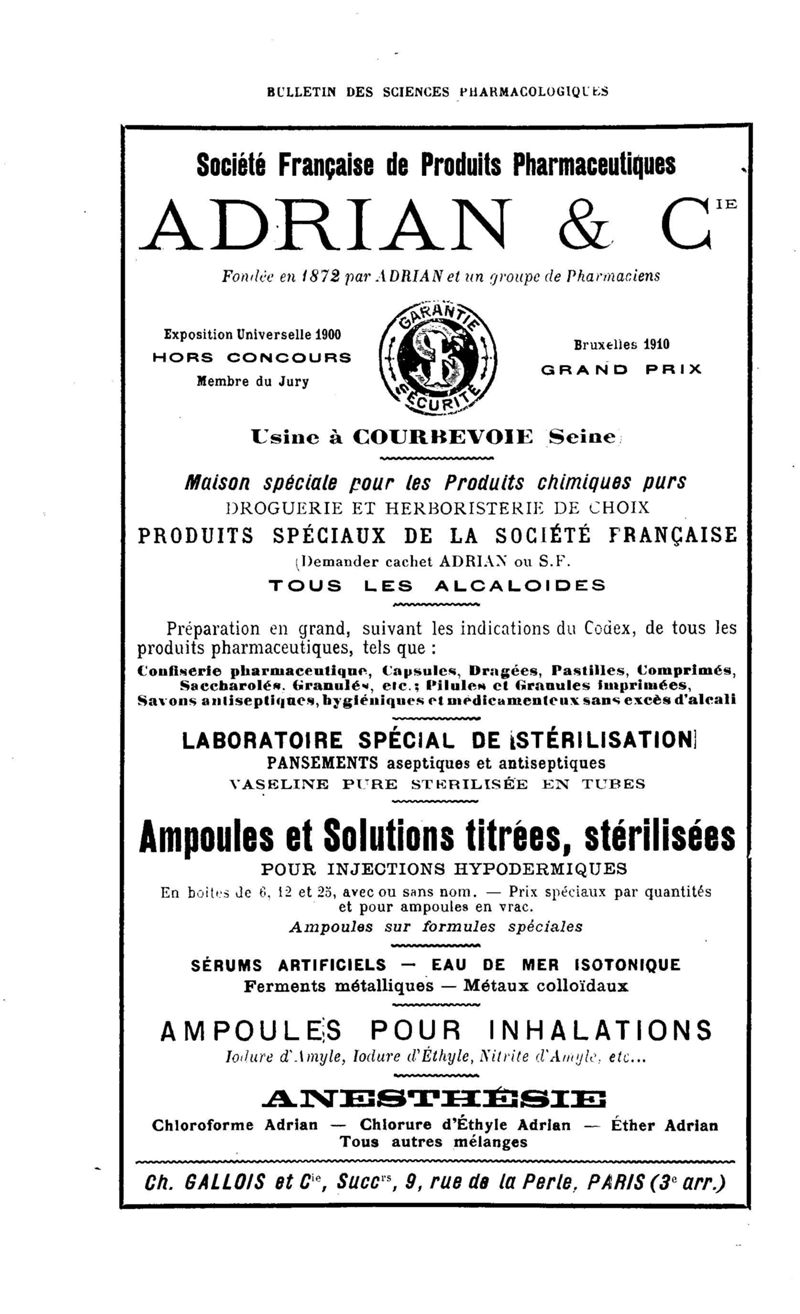 BULLETIN DES SCIENCES PHARMACOLOGIQUES
Société Française de Produits Pharmaceutiques
ADRIAN & CIE
Fondée en 1872 par ADRIAN et un groupe de Pharmaciens
Exposition Universelle 1900
HORS CONCOURS
Membre du Jury
GARANTIE
SF
SÉCURITÉ
Bruxelles 1910
GRAND PRIX
Usine à COURBEVOIE Seine
Maison spéciale pour les Produits chimiques purs
DROGUERIE ET HERBORISTERIE DE CHOIX
PRODUITS SPÉCIAUX DE LA SOCIÉTÉ FRANÇAISE
(Demander cachet ADRIAN ou S.F.
TOUS LES ALCALOIDES
Préparation en grand, suivant les indications du Codex, de tous les
produits pharmaceutiques, tels que :
Confiserie pharmaceutique, Capsules, Dragées, Pastilles, Comprimés,
Saccharolés, Granulés, etc.; Pilules et Granules imprimées,
Savons antiseptiques, hygiéniques et médicamenteux sans excès d'alcali
LABORATOIRE SPÉCIAL DE [STÉRILISATION]
PANSEMENTS aseptiques et antiseptiques
VASELINE PURE STERILISÉE EN TUBES
Ampoules et Solutions titrées, stérilisées
POUR INJECTIONS HYPODERMIQUES
En boites de 6, 12 et 25, avec ou sans nom. — Prix spéciaux par quantités
et pour ampoules en vrac.
Ampoules sur formules spéciales
SÉRUMS ARTIFICIELS — EAU DE MER ISOTONIQUE
Ferments métalliques — Métaux colloïdaux
AMPOULES POUR INHALATIONS
Iodure d'Amyle, Iodure d'Éthyle, Nitrite d'Amyle, etc...
ANESTHÉSIE
Chloroforme Adrian — Chlorure d'Éthyle Adrian — Éther Adrian
Tous autres mélanges
Ch. GALLOIS et Cie, Succrs, 9, rue de la Perle, PARIS (3e arr.)